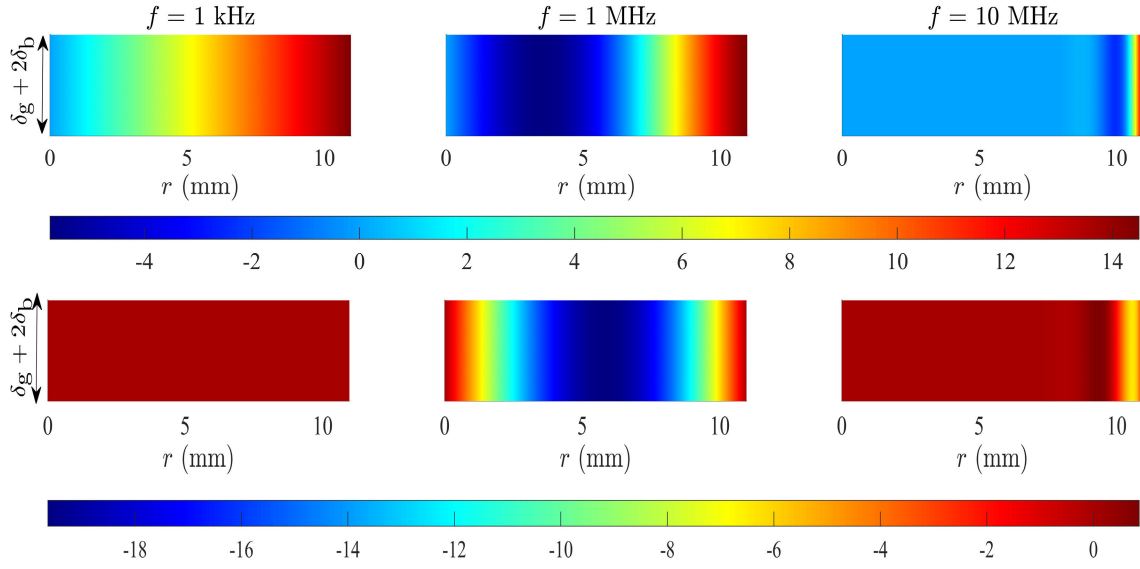 f = 1 kHz
f = 1 MHz
f = 10 MHz
δg + 2δb
0 5 10
0 5 10
0 5 10
r (mm)
r (mm)
r (mm)
-4 -2 0 2 4 6 8 10 12 14
δg + 2δb
0 5 10
0 5 10
0 5 10
r (mm)
r (mm)
r (mm)
-18 -16 -14 -12 -10 -8 -6 -4 -2 0